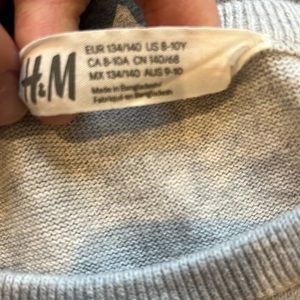 H&M
EUR 134/140 US 8-10Y
CA 8-10A CN 140/68
MX 134/140 AUS 9-10
Made in Bangladesh/
Fabriqué en Bangladesh